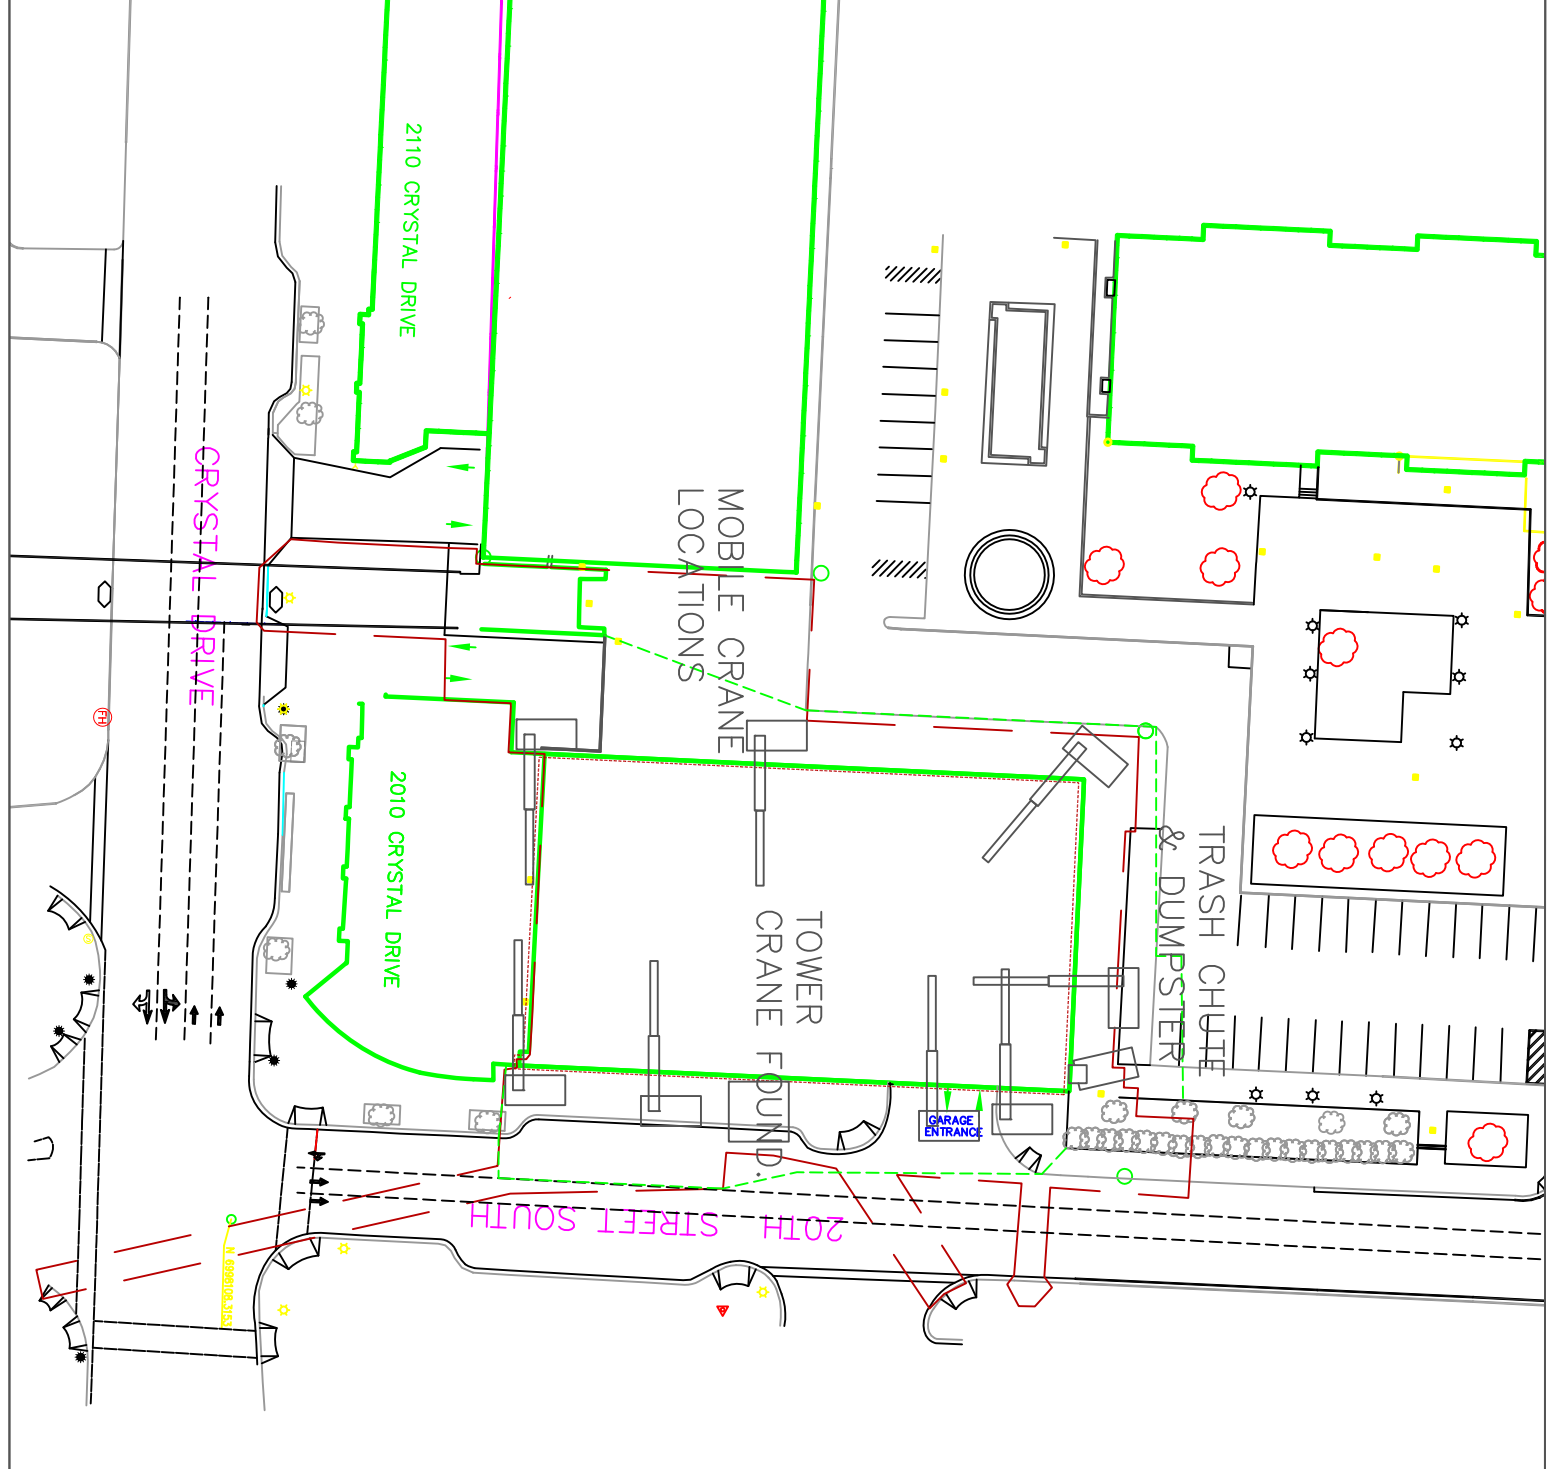 2110 CRYSTAL DRIVE
CRYSTAL DRIVE
MOBILE CRANE
LOCATIONS
FH
2010 CRYSTAL DRIVE
TRASH CHUTE
& DUMPSTER
TOWER
CRANE FOUND.
GARAGE
ENTRANCE
20TH STREET SOUTH